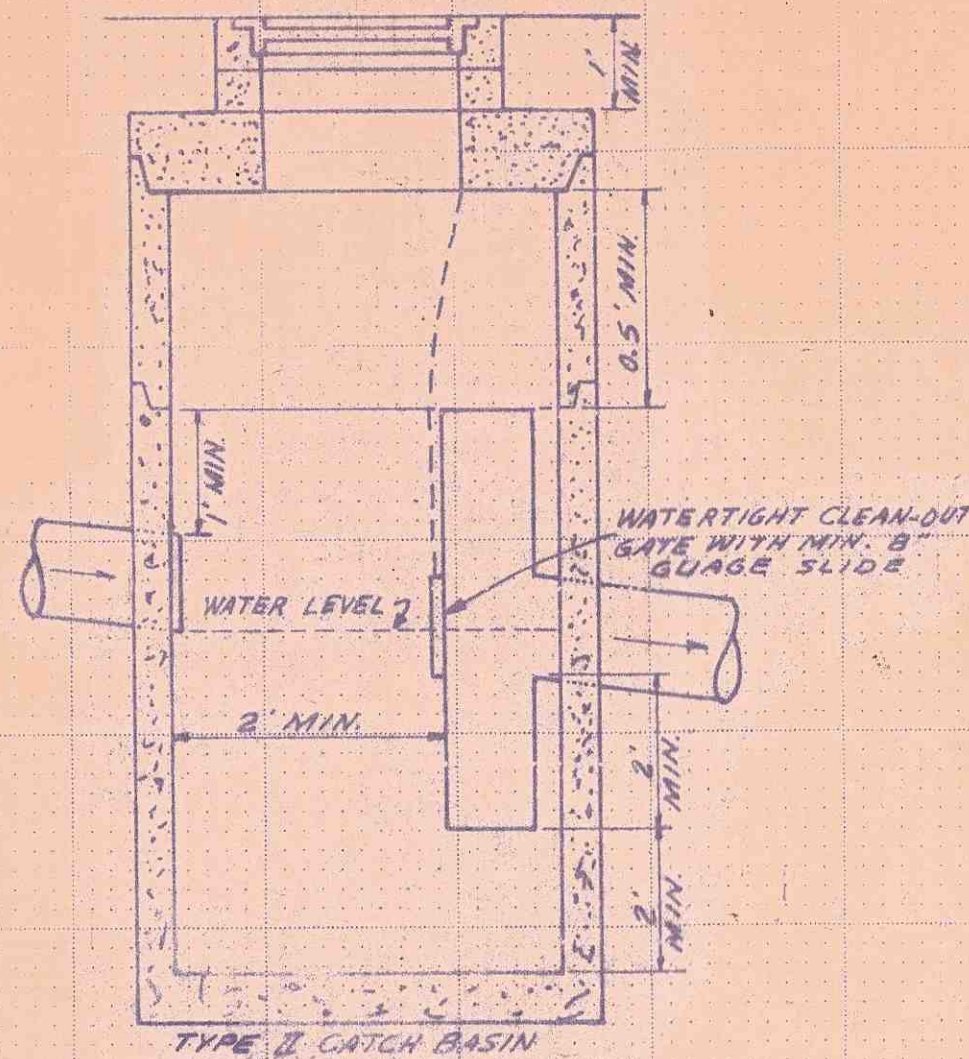 1' MIN.
0.5' MIN.
1' MIN.
WATERTIGHT CLEAN-OUT
GATE WITH MIN. 8"
GUAGE SLIDE
WATER LEVEL
2' MIN.
2' MIN.
2' MIN.
TYPE II CATCH BASIN